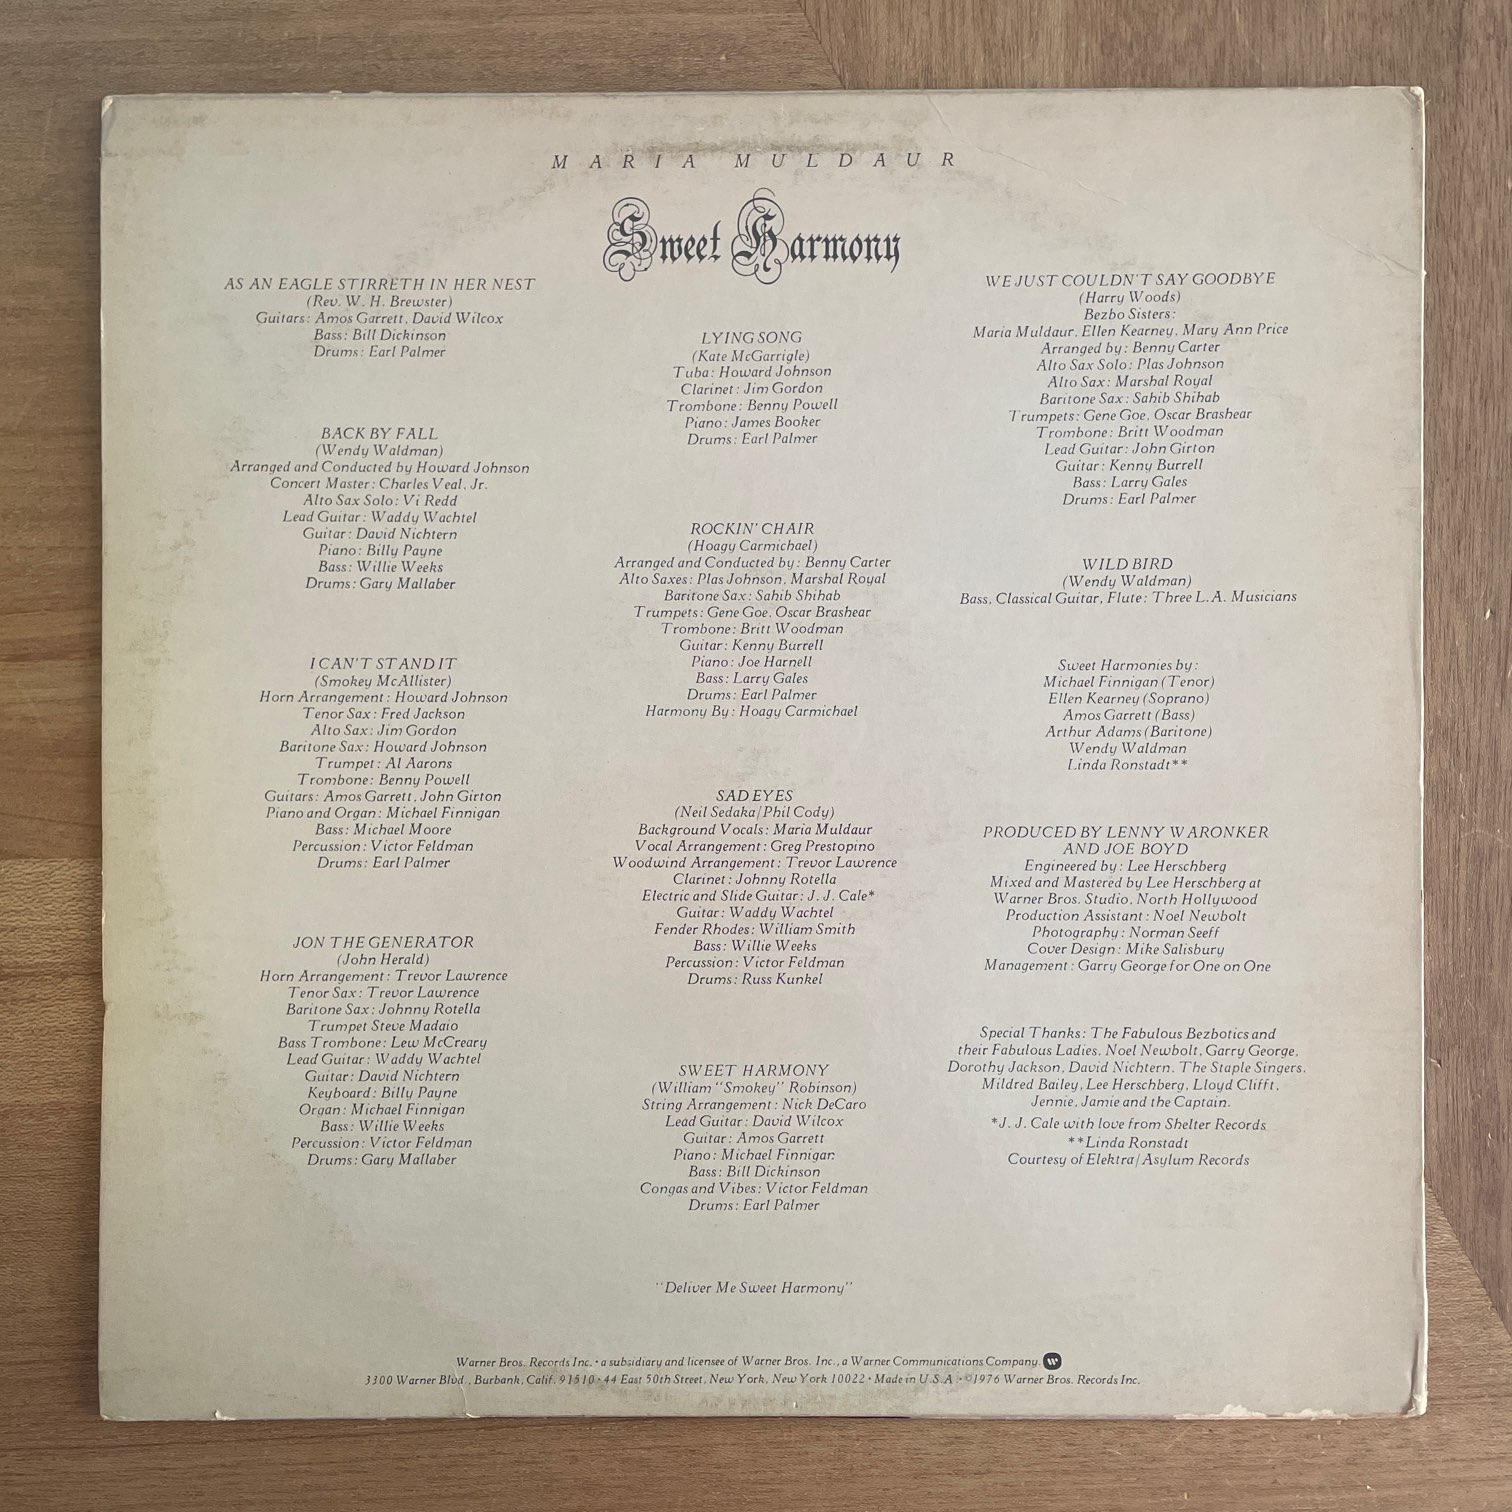 MARIA MULDAUR
Sweet Harmony
AS AN EAGLE STIRRETH IN HER NEST
(Rev. W. H. Brewster)
Guitars: Amos Garrett, David Wilcox
Bass: Bill Dickinson
Drums: Earl Palmer
BACK BY FALL
(Wendy Waldman)
Arranged and Conducted by Howard Johnson
Concert Master: Charles Veal, Jr.
Alto Sax Solo: Vi Redd
Lead Guitar: Waddy Wachtel
Guitar: David Nichtern
Piano: Billy Payne
Bass: Willie Weeks
Drums: Gary Mallaber
I CAN'T STAND IT
(Smokey McAllister)
Horn Arrangement: Howard Johnson
Tenor Sax: Fred Jackson
Alto Sax: Jim Gordon
Baritone Sax: Howard Johnson
Trumpet: Al Aarons
Trombone: Benny Powell
Guitars: Amos Garrett, John Girton
Piano and Organ: Michael Finnigan
Bass: Michael Moore
Percussion: Victor Feldman
Drums: Earl Palmer
JON THE GENERATOR
(John Herald)
Horn Arrangement: Trevor Lawrence
Tenor Sax: Trevor Lawrence
Baritone Sax: Johnny Rotella
Trumpet Steve Madaio
Bass Trombone: Lew McCreary
Lead Guitar: Waddy Wachtel
Guitar: David Nichtern
Keyboard: Billy Payne
Organ: Michael Finnigan
Bass: Willie Weeks
Percussion: Victor Feldman
Drums: Gary Mallaber
LYING SONG
(Kate McGarrigle)
Tuba: Howard Johnson
Clarinet: Jim Gordon
Trombone: Benny Powell
Piano: James Booker
Drums: Earl Palmer
ROCKIN' CHAIR
(Hoagy Carmichael)
Arranged and Conducted by: Benny Carter
Alto Saxes: Plas Johnson, Marshal Royal
Baritone Sax: Sahib Shihab
Trumpets: Gene Goe, Oscar Brashear
Trombone: Britt Woodman
Guitar: Kenny Burrell
Piano: Joe Harnell
Bass: Larry Gales
Drums: Earl Palmer
Harmony By: Hoagy Carmichael
SAD EYES
(Neil Sedaka/Phil Cody)
Background Vocals: Maria Muldaur
Vocal Arrangement: Greg Prestopino
Woodwind Arrangement: Trevor Lawrence
Clarinet: Johnny Rotella
Electric and Slide Guitar: J. J. Cale*
Guitar: Waddy Wachtel
Fender Rhodes: William Smith
Bass: Willie Weeks
Percussion: Victor Feldman
Drums: Russ Kunkel
SWEET HARMONY
(William "Smokey" Robinson)
String Arrangement: Nick DeCaro
Lead Guitar: David Wilcox
Guitar: Amos Garrett
Piano: Michael Finnigan
Bass: Bill Dickinson
Congas and Vibes: Victor Feldman
Drums: Earl Palmer
WE JUST COULDN'T SAY GOODBYE
(Harry Woods)
Bezbo Sisters:
Maria Muldaur, Ellen Kearney, Mary Ann Price
Arranged by: Benny Carter
Alto Sax Solo: Plas Johnson
Alto Sax: Marshal Royal
Baritone Sax: Sahib Shihab
Trumpets: Gene Goe, Oscar Brashear
Trombone: Britt Woodman
Lead Guitar: John Girton
Guitar: Kenny Burrell
Bass: Larry Gales
Drums: Earl Palmer
WILD BIRD
(Wendy Waldman)
Bass, Classical Guitar, Flute: Three L.A. Musicians
Sweet Harmonies by:
Michael Finnigan (Tenor)
Ellen Kearney (Soprano)
Amos Garrett (Bass)
Arthur Adams (Baritone)
Wendy Waldman
Linda Ronstadt**
PRODUCED BY LENNY WARONKER
AND JOE BOYD
Engineered by: Lee Herschberg
Mixed and Mastered by Lee Herschberg at
Warner Bros. Studio, North Hollywood
Production Assistant: Noel Newbolt
Photography: Norman Seeff
Cover Design: Mike Salisbury
Management: Garry George for One on One
Special Thanks: The Fabulous Bezbotics and
their Fabulous Ladies, Noel Newbolt, Garry George,
Dorothy Jackson, David Nichtern, The Staple Singers,
Mildred Bailey, Lee Herschberg, Lloyd Clifft,
Jennie, Jamie and the Captain.
*J. J. Cale with love from Shelter Records
**Linda Ronstadt
Courtesy of Elektra/Asylum Records
"Deliver Me Sweet Harmony"
Warner Bros. Records Inc. • a subsidiary and licensee of Warner Bros. Inc., a Warner Communications Company. W
3300 Warner Blvd., Burbank, Calif. 91510 • 44 East 50th Street, New York, New York 10022 • Made in U.S.A. • ©1976 Warner Bros. Records Inc.